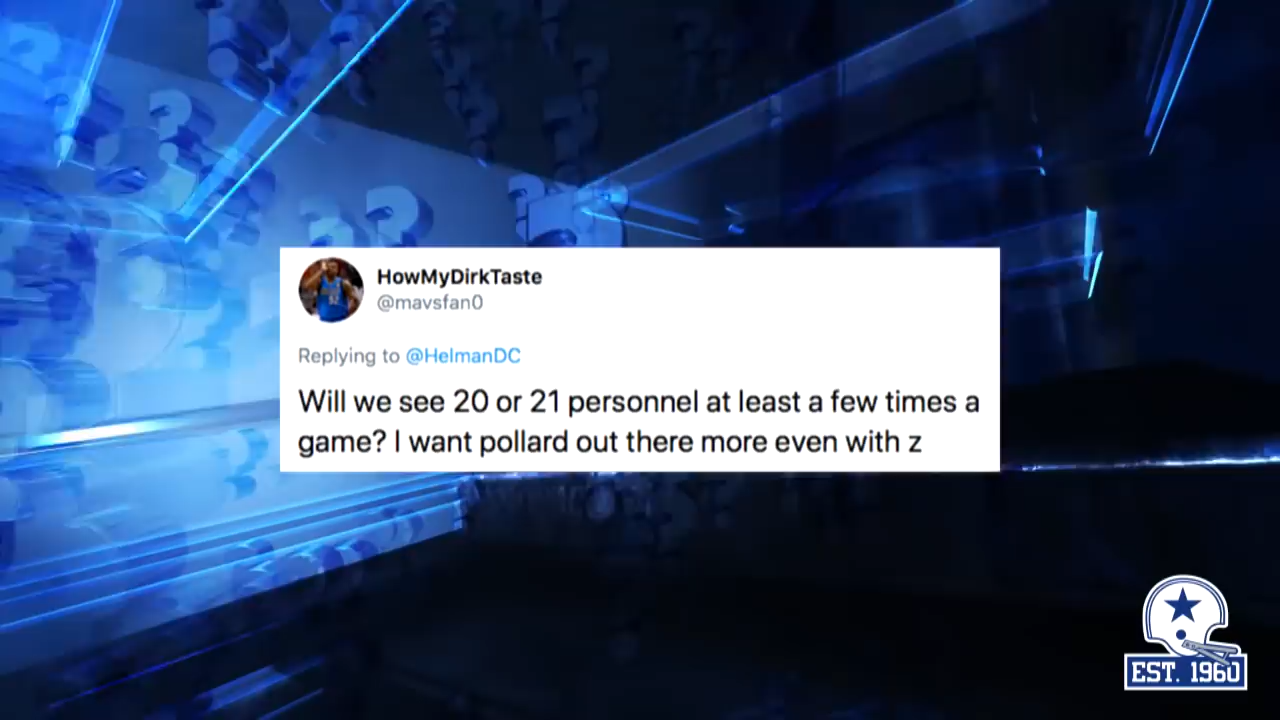 HowMyDirkTaste
@mavsfan0
Replying to @HelmanDC
Will we see 20 or 21 personnel at least a few times a
game? I want pollard out there more even with z
EST. 1960